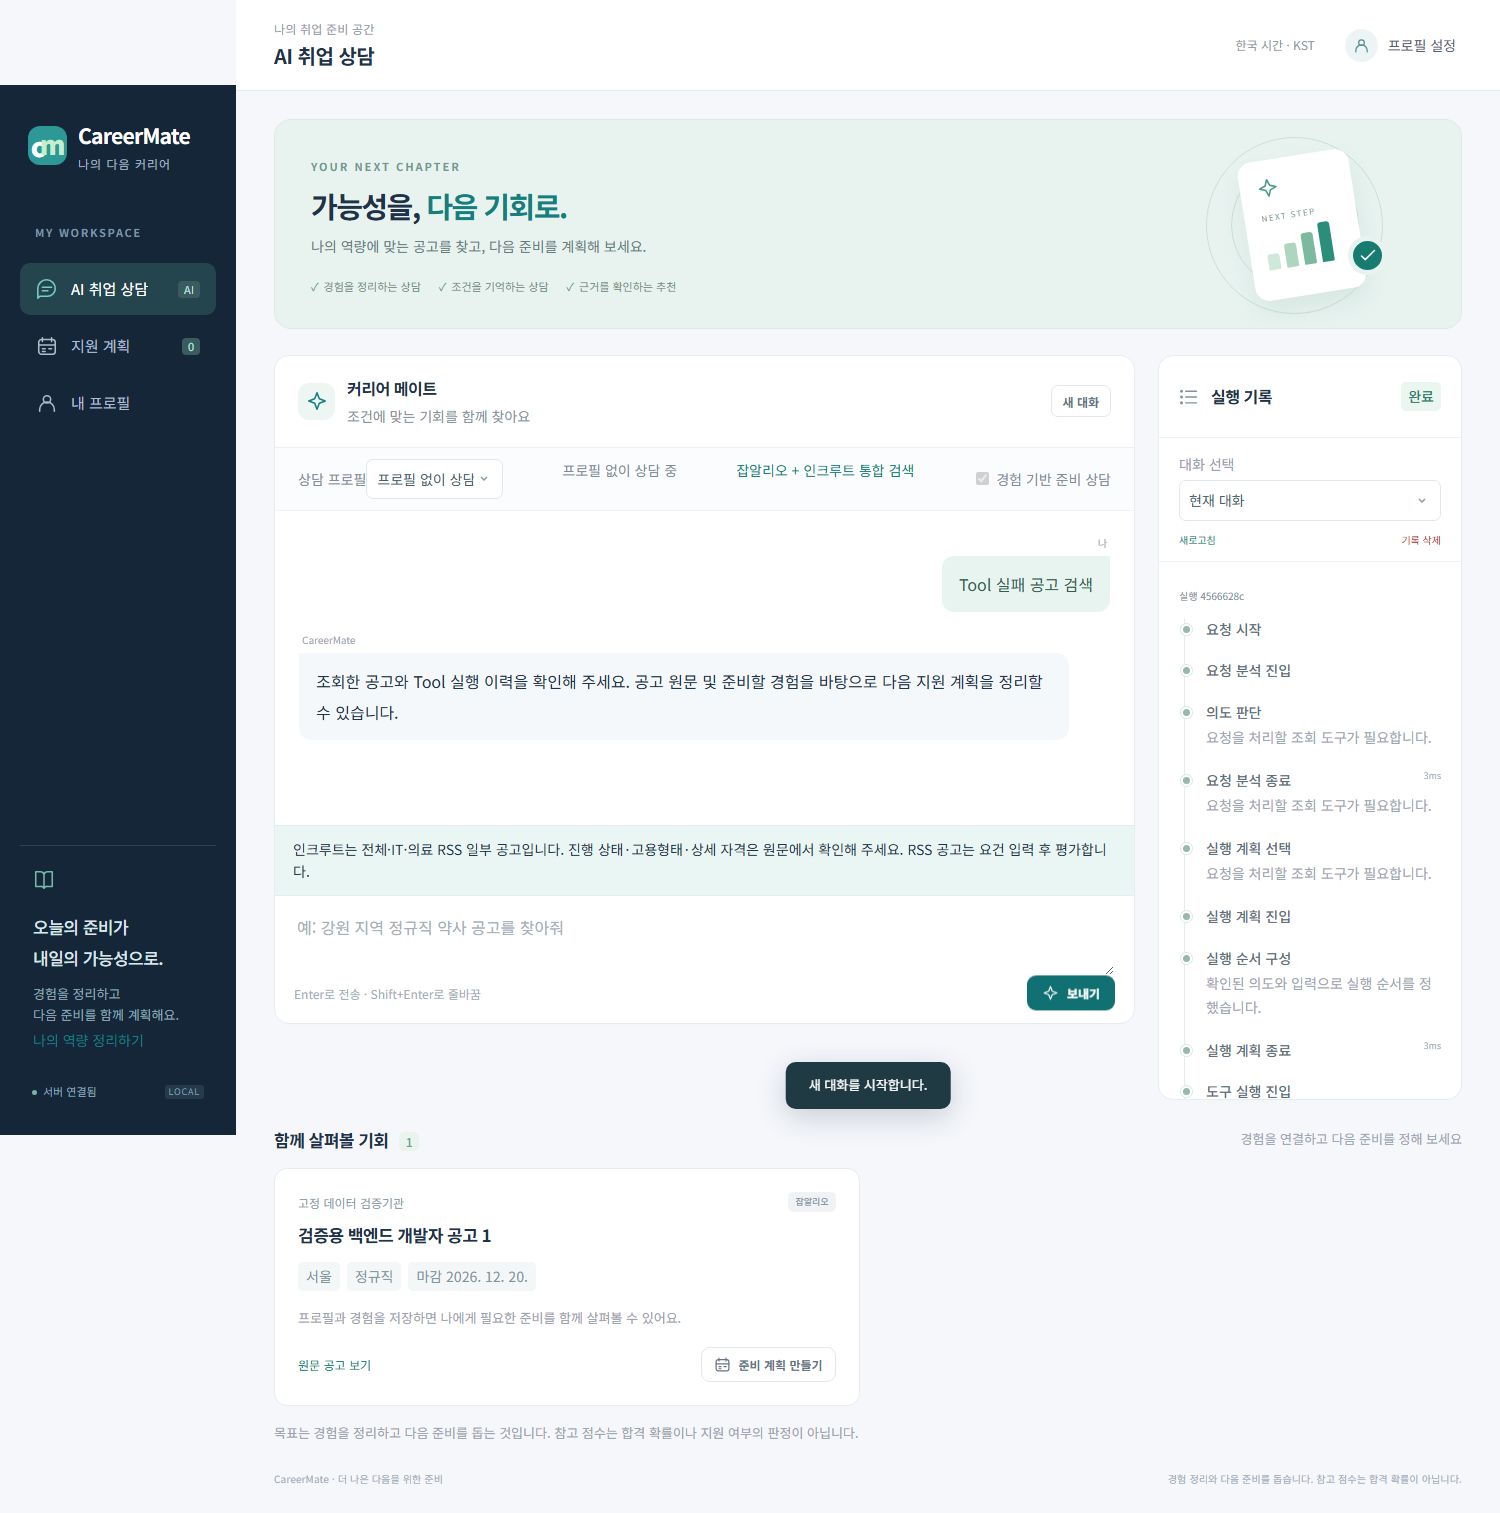 나의 취업 준비 공간
AI 취업 상담
한국 시간 · KST
프로필 설정
cm
CareerMate
나의 다음 커리어
MY WORKSPACE
AI 취업 상담
AI
지원 계획
0
내 프로필
오늘의 준비가
내일의 가능성으로.
경험을 정리하고
다음 준비를 함께 계획해요.
나의 역량 정리하기
서버 연결됨
LOCAL
YOUR NEXT CHAPTER
가능성을, 다음 기회로.
나의 역량에 맞는 공고를 찾고, 다음 준비를 계획해 보세요.
✓ 경험을 정리하는 상담
✓ 조건을 기억하는 상담
✓ 근거를 확인하는 추천
NEXT STEP
커리어 메이트
조건에 맞는 기회를 함께 찾아요
새 대화
상담 프로필
프로필 없이 상담
프로필 없이 상담 중
잡알리오 + 인크루트 통합 검색
경험 기반 준비 상담
나
Tool 실패 공고 검색
CareerMate
조회한 공고와 Tool 실행 이력을 확인해 주세요. 공고 원문 및 준비할 경험을 바탕으로 다음 지원 계획을 정리할
수 있습니다.
인크루트는 전체·IT·의료 RSS 일부 공고입니다. 진행 상태·고용형태·상세 자격은 원문에서 확인해 주세요. RSS 공고는 요건 입력 후 평가합니
다.
예: 강원 지역 정규직 약사 공고를 찾아줘
Enter로 전송 · Shift+Enter로 줄바꿈
보내기
실행 기록
완료
대화 선택
현재 대화
새로고침
기록 삭제
실행 4566628c
요청 시작
요청 분석 진입
의도 판단
요청을 처리할 조회 도구가 필요합니다.
요청 분석 종료
3ms
요청을 처리할 조회 도구가 필요합니다.
실행 계획 선택
요청을 처리할 조회 도구가 필요합니다.
실행 계획 진입
실행 순서 구성
확인된 의도와 입력으로 실행 순서를 정
했습니다.
실행 계획 종료
3ms
도구 실행 진입
새 대화를 시작합니다.
함께 살펴볼 기회
1
경험을 연결하고 다음 준비를 정해 보세요
고정 데이터 검증기관
잡알리오
검증용 백엔드 개발자 공고 1
서울
정규직
마감 2026. 12. 20.
프로필과 경험을 저장하면 나에게 필요한 준비를 함께 살펴볼 수 있어요.
원문 공고 보기
준비 계획 만들기
목표는 경험을 정리하고 다음 준비를 돕는 것입니다. 참고 점수는 합격 확률이나 지원 여부의 판정이 아닙니다.
CareerMate · 더 나은 다음을 위한 준비
경험 정리와 다음 준비를 돕습니다. 참고 점수는 합격 확률이 아닙니다.